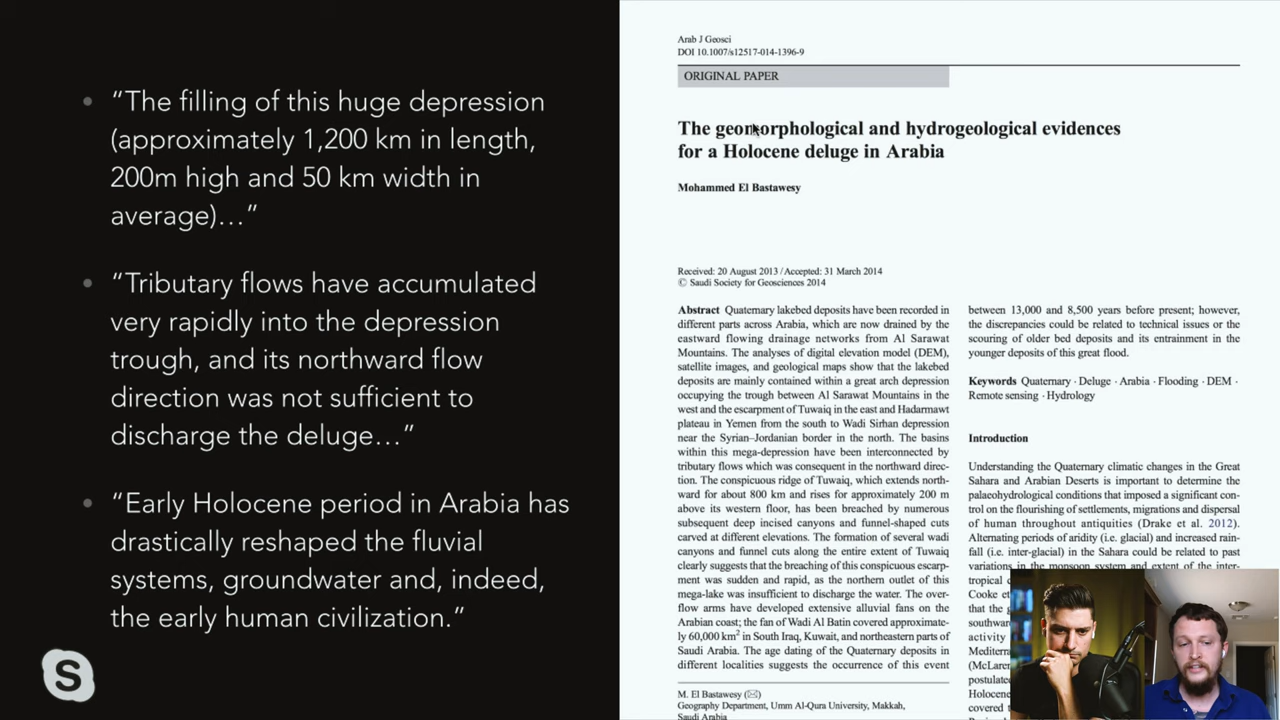 • “The filling of this huge depression
(approximately 1,200 km in length,
200m high and 50 km width in
average)…”
• “Tributary flows have accumulated
very rapidly into the depression
trough, and its northward flow
direction was not sufficient to
discharge the deluge…”
• “Early Holocene period in Arabia has
drastically reshaped the fluvial
systems, groundwater and, indeed,
the early human civilization.”
S
Arab J Geosci
DOI 10.1007/s12517-014-1396-9
ORIGINAL PAPER
The geomorphological and hydrogeological evidences
for a Holocene deluge in Arabia
Mohammed El Bastawesy
Received: 20 August 2013 / Accepted: 31 March 2014
© Saudi Society for Geosciences 2014
Abstract Quaternary lakebed deposits have been recorded in
different parts across Arabia, which are now drained by the
eastward flowing drainage networks from Al Sarawat
Mountains. The analyses of digital elevation model (DEM),
satellite images, and geological maps show that the lakebed
deposits are mainly contained within a great arch depression
occupying the trough between Al Sarawat Mountains in the
west and the escarpment of Tuwaiq in the east and Hadarmawt
plateau in Yemen from the south to Wadi Sirhan depression
near the Syrian–Jordanian border in the north. The basins
within this mega-depression have been interconnected by
tributary flows which was consequent in the northward direc-
tion. The conspicuous ridge of Tuwaiq, which extends north-
ward for about 800 km and rises for approximately 200 m
above its western floor, has been breached by numerous
subsequent deep incised canyons and funnel-shaped cuts
carved at different elevations. The formation of several wadi
canyons and funnel cuts along the entire extent of Tuwaiq
clearly suggests that the breaching of this conspicuous escarp-
ment was sudden and rapid, as the northern outlet of this
mega-lake was insufficient to discharge the water. The over-
flow arms have developed extensive alluvial fans on the
Arabian coast; the fan of Wadi Al Batin covered approximate-
ly 60,000 km² in South Iraq, Kuwait, and northeastern parts of
Saudi Arabia. The age dating of the Quaternary deposits in
different localities suggests the occurrence of this event
M. El Bastawesy (✉)
Geography Department, Umm Al-Qura University, Makkah,
Saudi Arabia
between 13,000 and 8,500 years before present; however,
the discrepancies could be related to technical issues or the
scouring of older bed deposits and its entrainment in the
younger deposits of this great flood.
Keywords Quaternary · Deluge · Arabia · Flooding · DEM ·
Remote sensing · Hydrology
Introduction
Understanding the Quaternary climatic changes in the Great
Sahara and Arabian Deserts is important to determine the
palaeohydrological conditions that imposed a significant con-
trol on the flourishing of settlements, migrations and dispersal
of human throughout antiquities (Drake et al. 2012).
Alternating periods of aridity (i.e. glacial) and increased rain-
fall (i.e. inter-glacial) in the Sahara could be related to past
variations in the monsoon system and extent of the inter-
tropical
Cooke et
that the
southward
activity
Mediterr
(McLaren
postulate
Holocene
covered